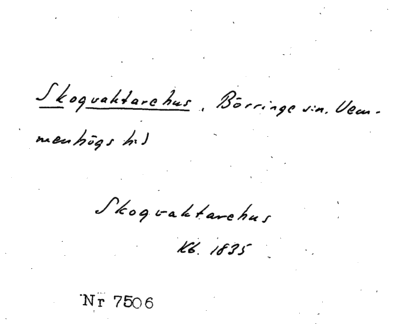 Skogvaktarehus, Börringe sn. Vem-
menhögs hd
Skogvaktarehus
Kb. 1835
Nr 7506